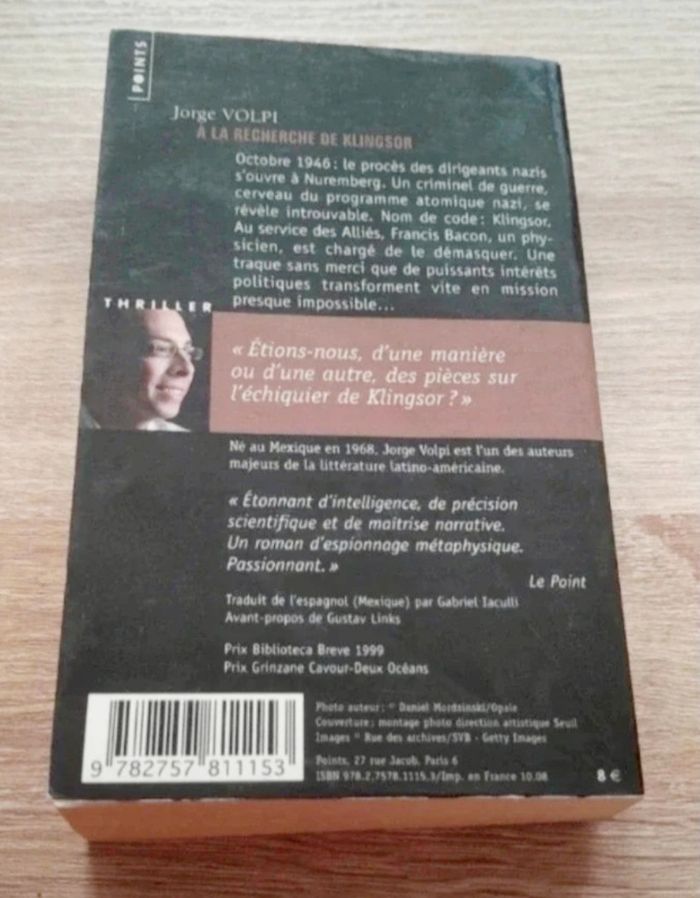 POINTS
Jorge VOLPI
À LA RECHERCHE DE KLINGSOR
Octobre 1946 : le procès des dirigeants nazis
s'ouvre à Nuremberg. Un criminel de guerre,
cerveau du programme atomique nazi, se
révèle introuvable. Nom de code : Klingsor.
Au service des Alliés, Francis Bacon, un phy-
sicien, est chargé de le démasquer. Une
traque sans merci que de puissants intérêts
politiques transforment vite en mission
presque impossible...
THRILLER
« Étions-nous, d'une manière
ou d'une autre, des pièces sur
l'échiquier de Klingsor ? »
Né au Mexique en 1968, Jorge Volpi est l'un des auteurs
majeurs de la littérature latino-américaine.
« Étonnant d'intelligence, de précision
scientifique et de maîtrise narrative.
Un roman d'espionnage métaphysique.
Passionnant. »
Le Point
Traduit de l'espagnol (Mexique) par Gabriel Iaculli
Avant-propos de Gustav Links
Prix Biblioteca Breve 1999
Prix Grinzane Cavour-Deux Océans
Photo auteur : © Daniel Mordzinski/Opale
Couverture : montage photo direction artistique Seuil
Images © Rue des archives/SVB - Getty Images
Points, 27 rue Jacob, Paris 6
ISBN 978.2.7578.1115.3/Imp. en France 10.08
8 €
9 782757 811153